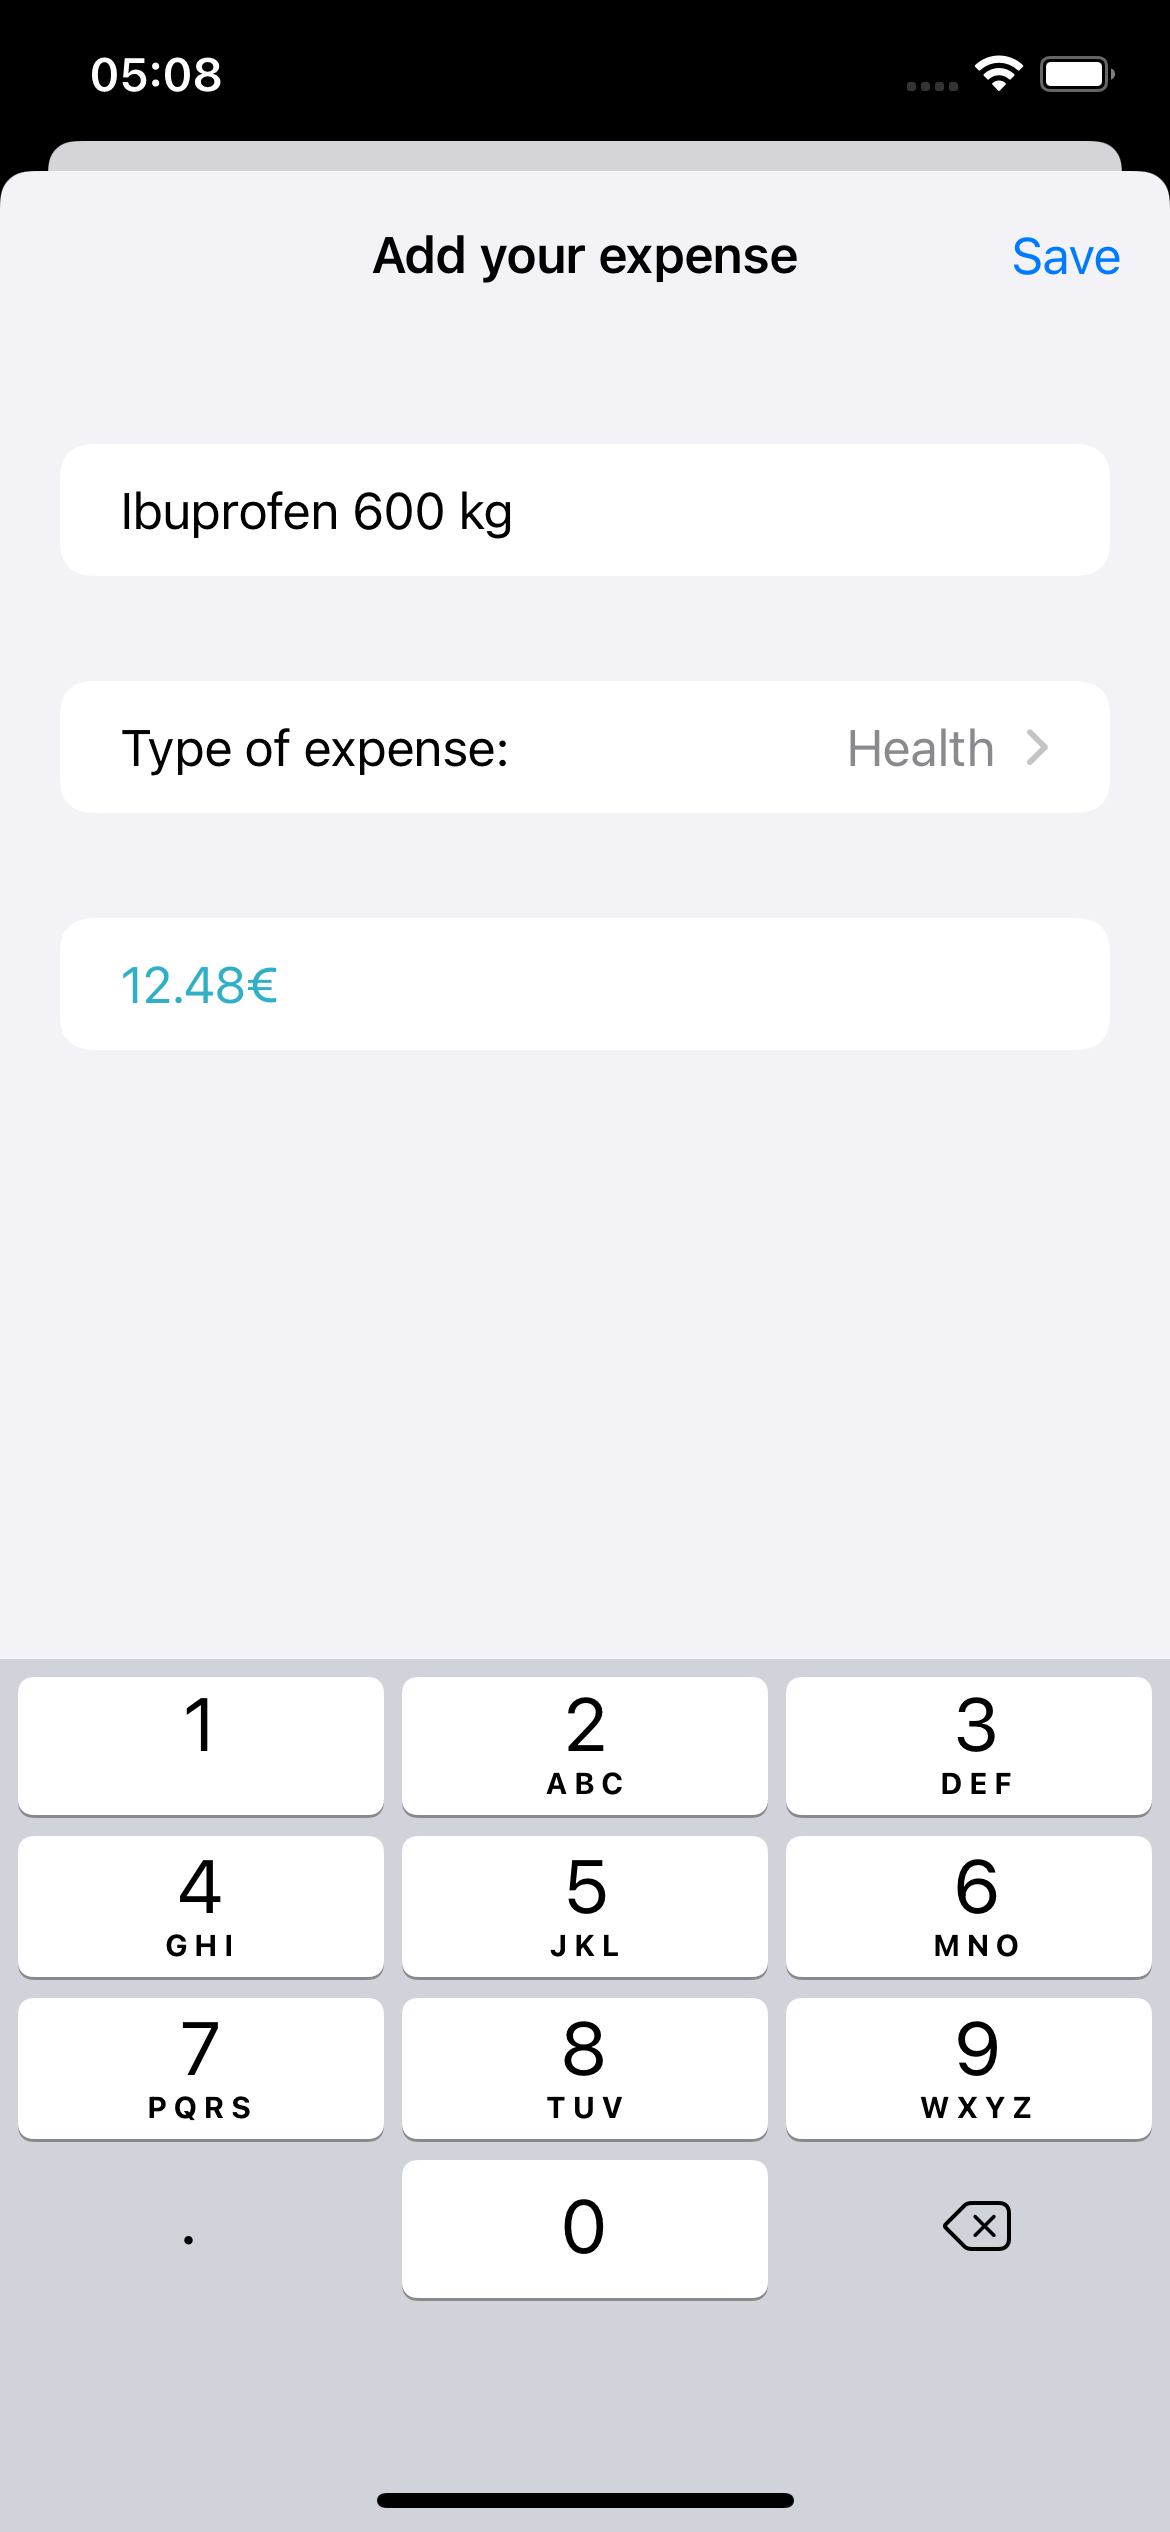 05:08
Add your expense
Save
Ibuprofen 600 kg
Type of expense:
Health
12.48€
1
2
ABC
3
DEF
4
GHI
5
JKL
6
MNO
7
PQRS
8
TUV
9
WXYZ
.
0